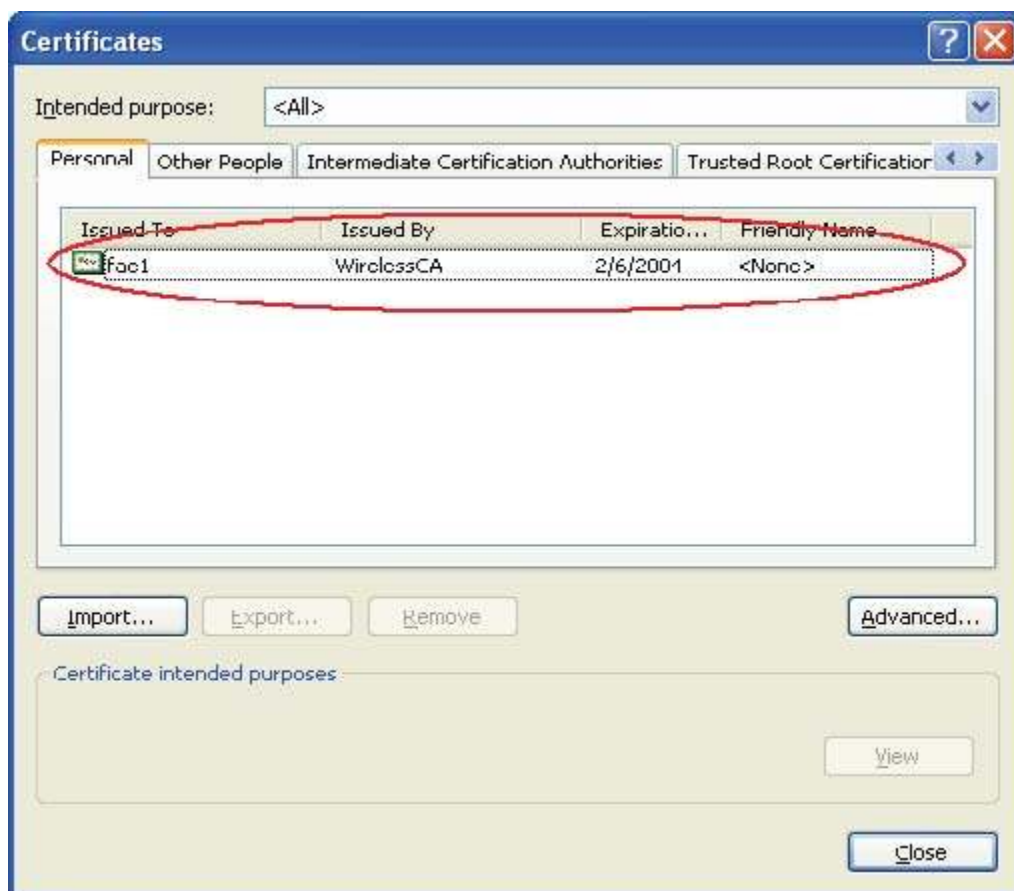 Certificates
Intended purpose: <All>
Personal Other People Intermediate Certification Authorities Trusted Root Certification
Issued To Issued By Expiratio... Friendly Name
fae1 WirelessCA 2/6/2004 <None>
Import... Export... Remove Advanced...
Certificate intended purposes
View
Close